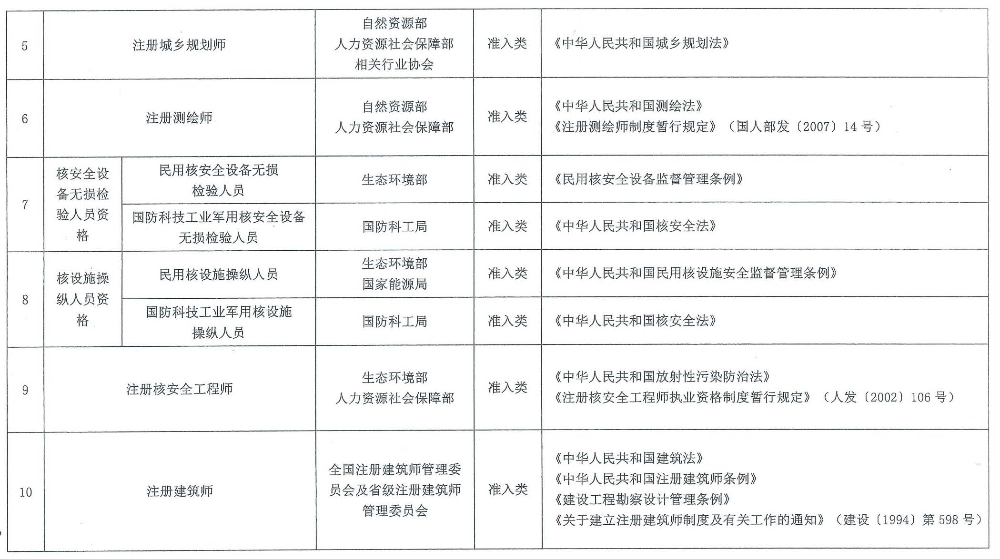 5
注册城乡规划师
自然资源部
人力资源社会保障部
相关行业协会
准入类
《中华人民共和国城乡规划法》
6
注册测绘师
自然资源部
人力资源社会保障部
准入类
《中华人民共和国测绘法》
《注册测绘师制度暂行规定》（国人部发〔2007〕14号）
7
核安全设
备无损检
验人员资
格
民用核安全设备无损
检验人员
生态环境部
准入类
《民用核安全设备监督管理条例》
国防科技工业军用核安全设备
无损检验人员
国防科工局
准入类
《中华人民共和国核安全法》
8
核设施操
纵人员资
格
民用核设施操纵人员
生态环境部
国家能源局
准入类
《中华人民共和国民用核设施安全监督管理条例》
国防科技工业军用核设施
操纵人员
国防科工局
准入类
《中华人民共和国核安全法》
9
注册核安全工程师
生态环境部
人力资源社会保障部
准入类
《中华人民共和国放射性污染防治法》
《注册核安全工程师执业资格制度暂行规定》（人发〔2002〕106号）
10
注册建筑师
全国注册建筑师管理委
员会及省级注册建筑师
管理委员会
准入类
《中华人民共和国建筑法》
《中华人民共和国注册建筑师条例》
《建设工程勘察设计管理条例》
《关于建立注册建筑师制度及有关工作的通知》（建设〔1994〕第598号）